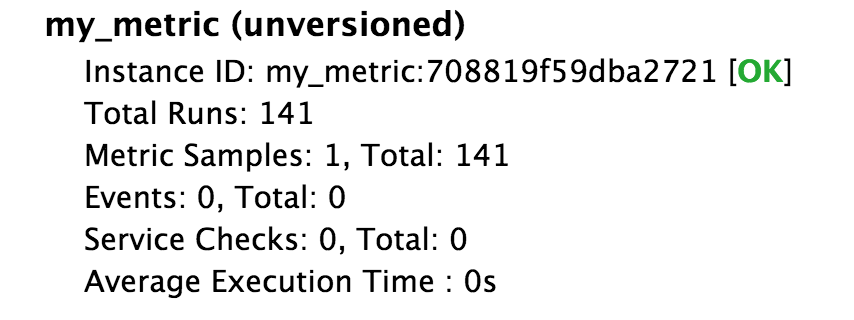 my_metric (unversioned)
Instance ID: my_metric:708819f59dba2721 [OK]
Total Runs: 141
Metric Samples: 1, Total: 141
Events: 0, Total: 0
Service Checks: 0, Total: 0
Average Execution Time : 0s